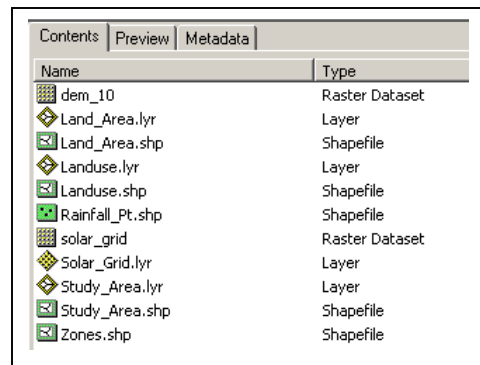 Contents Preview Metadata
Name Type
dem_10 Raster Dataset
Land_Area.lyr Layer
Land_Area.shp Shapefile
Landuse.lyr Layer
Landuse.shp Shapefile
Rainfall_Pt.shp Shapefile
solar_grid Raster Dataset
Solar_Grid.lyr Layer
Study_Area.lyr Layer
Study_Area.shp Shapefile
Zones.shp Shapefile